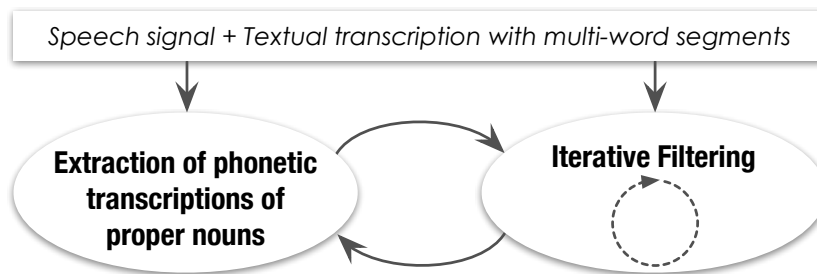 Speech signal + Textual transcription with multi-word segments
Extraction of phonetic
transcriptions of
proper nouns
Iterative Filtering